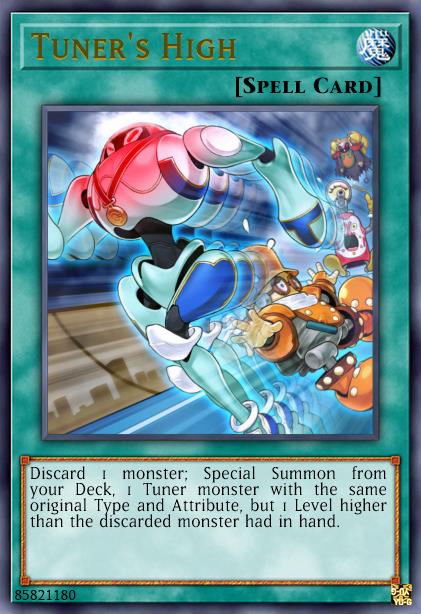 Tuner's High
魔
[Spell Card]
Discard 1 monster; Special Summon from
your Deck, 1 Tuner monster with the same
original Type and Attribute, but 1 Level higher
than the discarded monster had in hand.
85821180